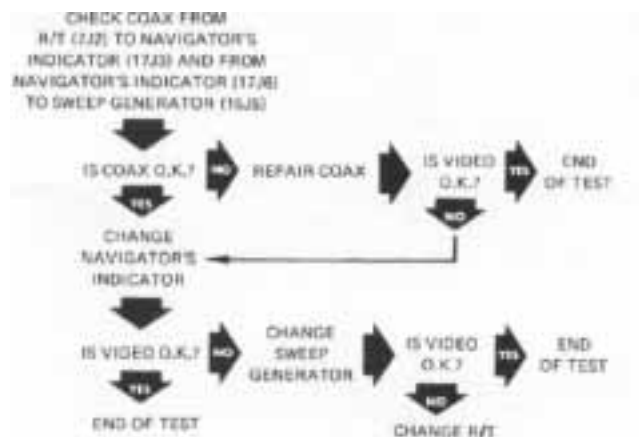 CHECK COAX FROM
R/T (2J2) TO NAVIGATOR'S
INDICATOR (17J3) AND FROM
NAVIGATOR'S INDICATOR (17J6)
TO SWEEP GENERATOR (16J5)
IS COAX O.K.?
NO
REPAIR COAX
IS VIDEO
O.K.?
YES
END
OF TEST
YES
NO
CHANGE
NAVIGATOR'S
INDICATOR
IS VIDEO O.K.?
NO
CHANGE
SWEEP
GENERATOR
IS VIDEO
O.K.?
YES
END
OF TEST
YES
NO
END OF TEST
CHANGE R/T